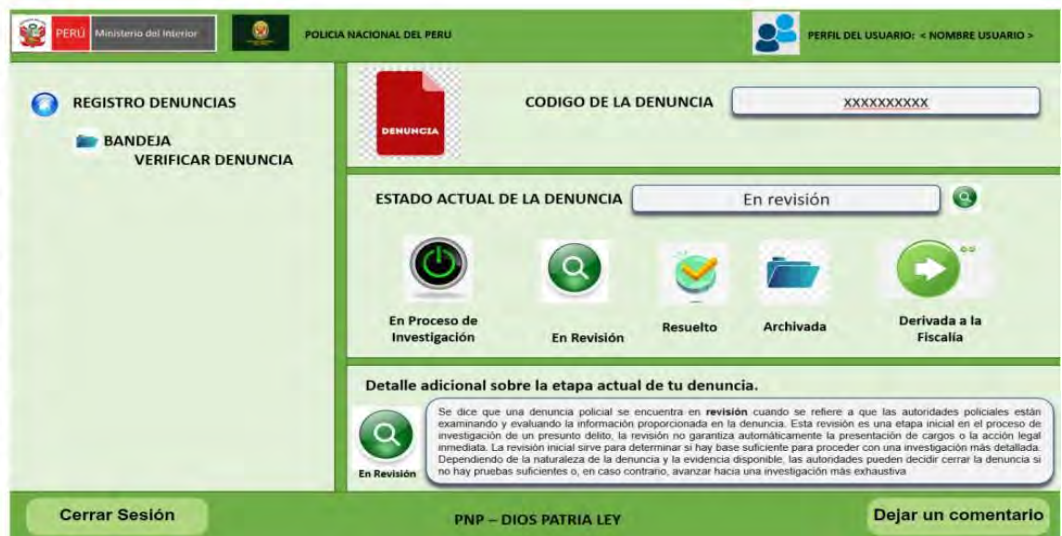 PERÚ Ministerio del Interior
POLICIA NACIONAL DEL PERU
PERFIL DEL USUARIO: < NOMBRE USUARIO >
REGISTRO DENUNCIAS
BANDEJA
VERIFICAR DENUNCIA
DENUNCIA
CODIGO DE LA DENUNCIA
XXXXXXXXXX
ESTADO ACTUAL DE LA DENUNCIA
En revisión
En Proceso de
Investigación
En Revisión
Resuelto
Archivada
Derivada a la
Fiscalía
Detalle adicional sobre la etapa actual de tu denuncia.
En Revisión
Se dice que una denuncia policial se encuentra en revisión cuando se refiere a que las autoridades policiales están
examinando y evaluando la información proporcionada en la denuncia. Esta revisión es una etapa inicial en el proceso de
investigación de un presunto delito, la revisión no garantiza automáticamente la presentación de cargos o la acción legal
inmediata. La revisión inicial sirve para determinar si hay base suficiente para proceder con una investigación más detallada.
Dependiendo de la naturaleza de la denuncia y la evidencia disponible, las autoridades pueden decidir cerrar la denuncia si
no hay pruebas suficientes o, en caso contrario, avanzar hacia una investigación más exhaustiva
Cerrar Sesión
PNP – DIOS PATRIA LEY
Dejar un comentario